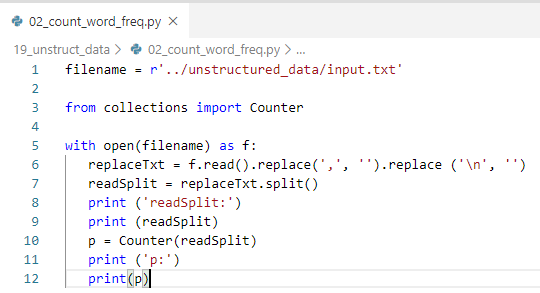 02_count_word_freq.py ×
19_unstruct_data > 02_count_word_freq.py > ...
1 filename = r'../unstructured_data/input.txt'
2
3 from collections import Counter
4
5 with open(filename) as f:
6 replaceTxt = f.read().replace(',', '').replace ('\n', '')
7 readSplit = replaceTxt.split()
8 print ('readSplit:')
9 print (readSplit)
10 p = Counter(readSplit)
11 print ('p:')
12 print(p)